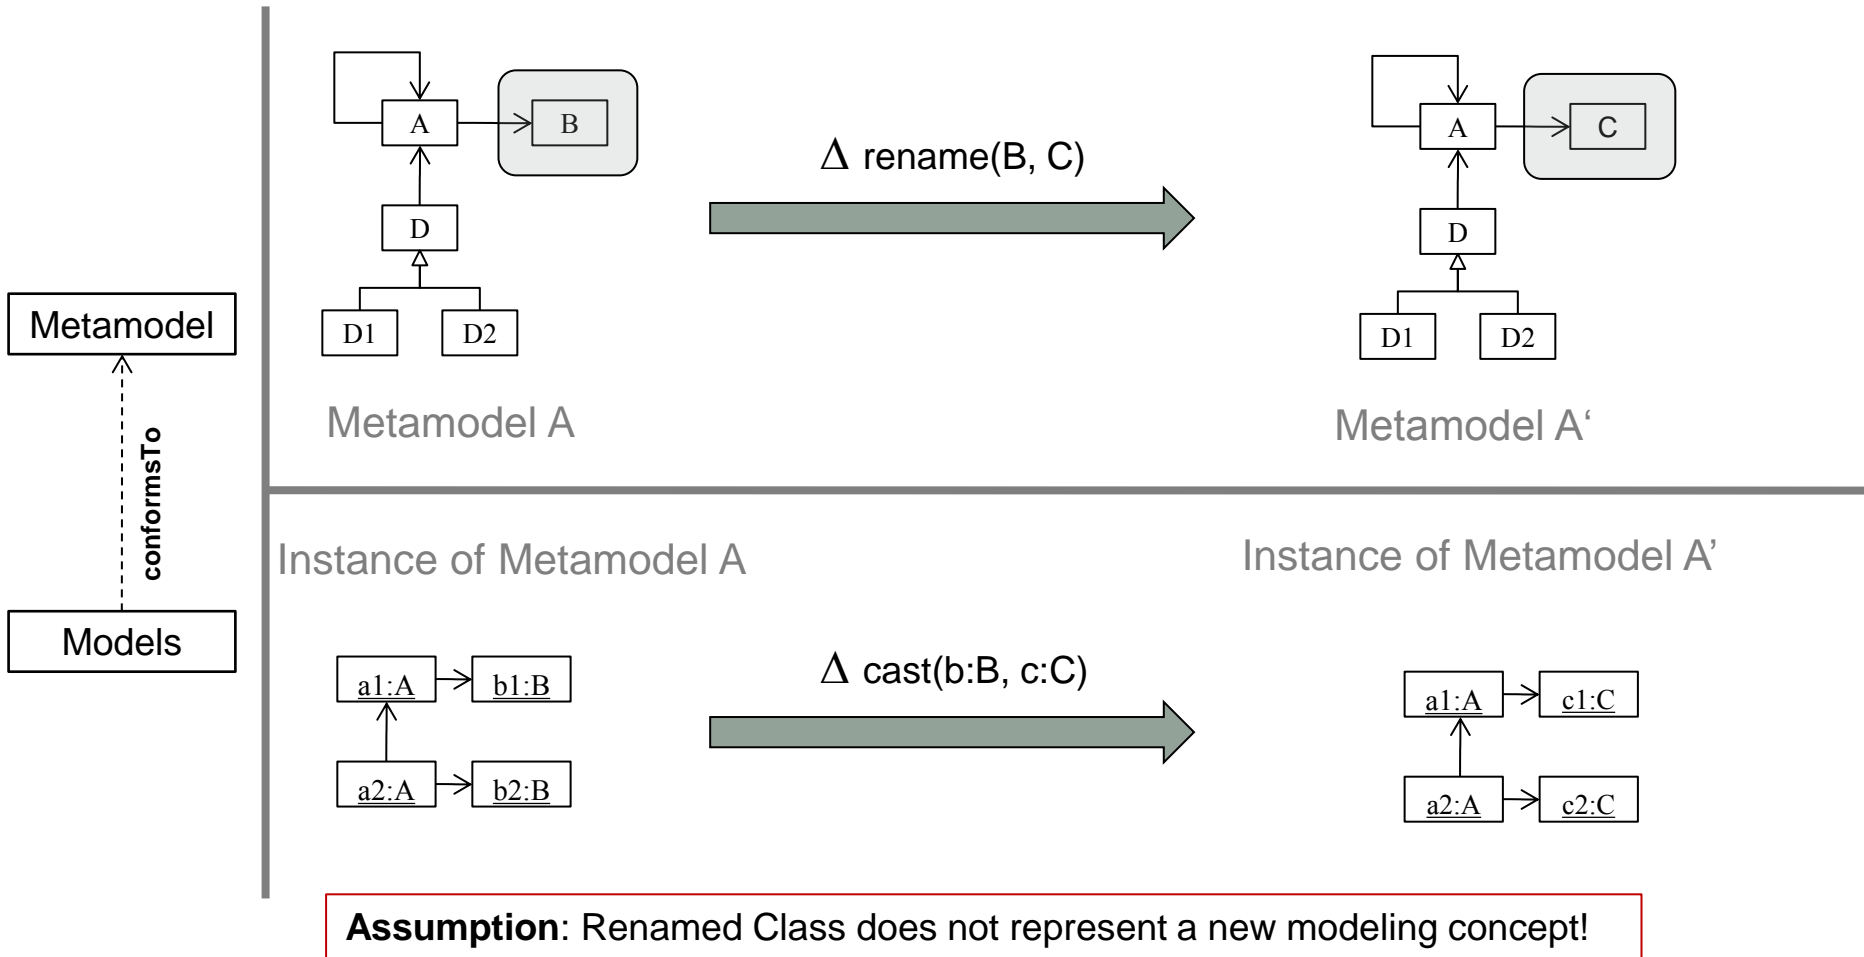 A
B
D
D1
D2
Metamodel A
Δ rename(B, C)
A
C
D
D1
D2
Metamodel A‘
Metamodel
conformsTo
Models
Instance of Metamodel A
Instance of Metamodel A’
a1:A
b1:B
a2:A
b2:B
Δ cast(b:B, c:C)
a1:A
c1:C
a2:A
c2:C
Assumption: Renamed Class does not represent a new modeling concept!